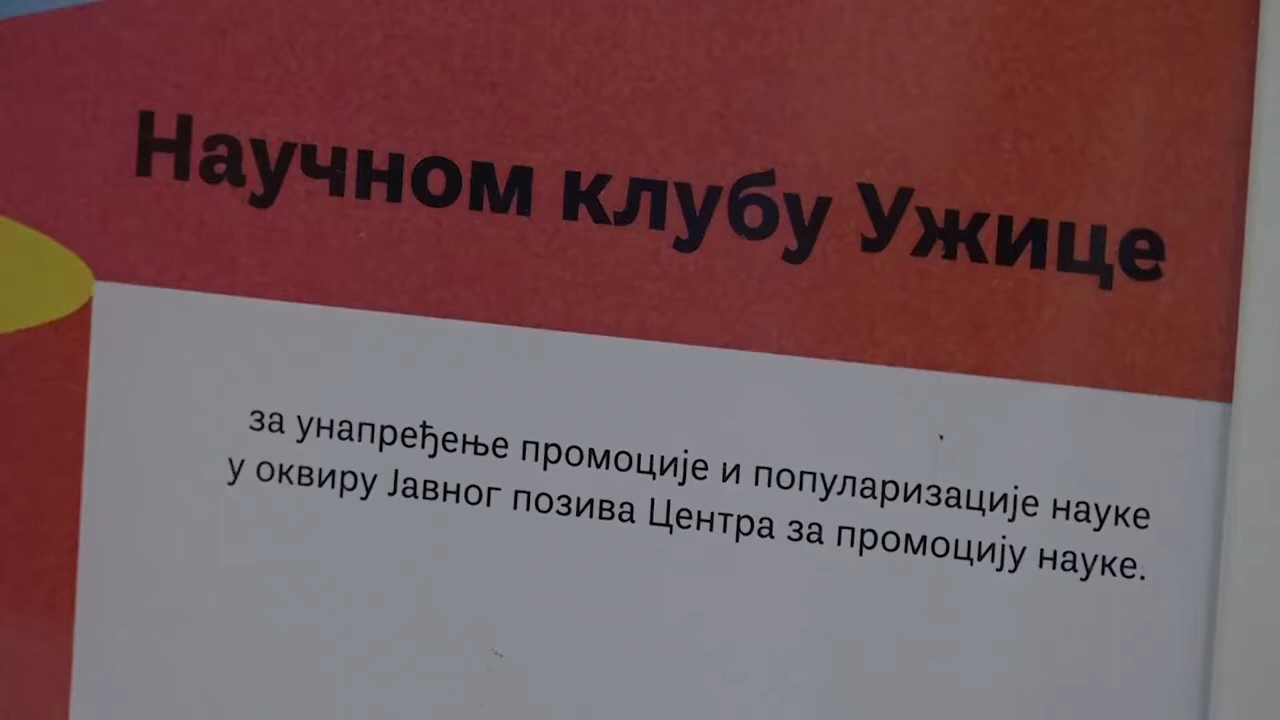 Научном клубу Ужице
за унапређење промоције и популаризације науке
у оквиру Јавног позива Центра за промоцију науке.